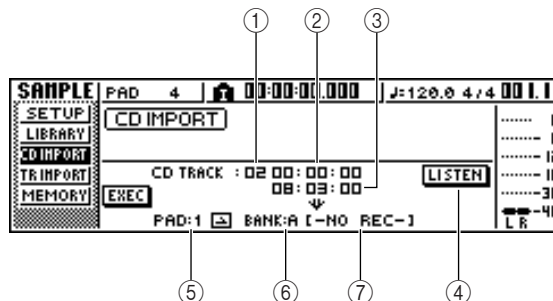 ① ② ③
SAMPLE PAD 4 00:00:00.000 ♩=120.0 4/4 001.1
SETUP CD IMPORT
LIBRARY
CD IMPORT
TR IMPORT CD TRACK :02 00:00:00 LISTEN
MEMORY EXEC 08:03:00
PAD:1 BANK:A [-NO REC-] L R
⑤ ⑥ ⑦ ④